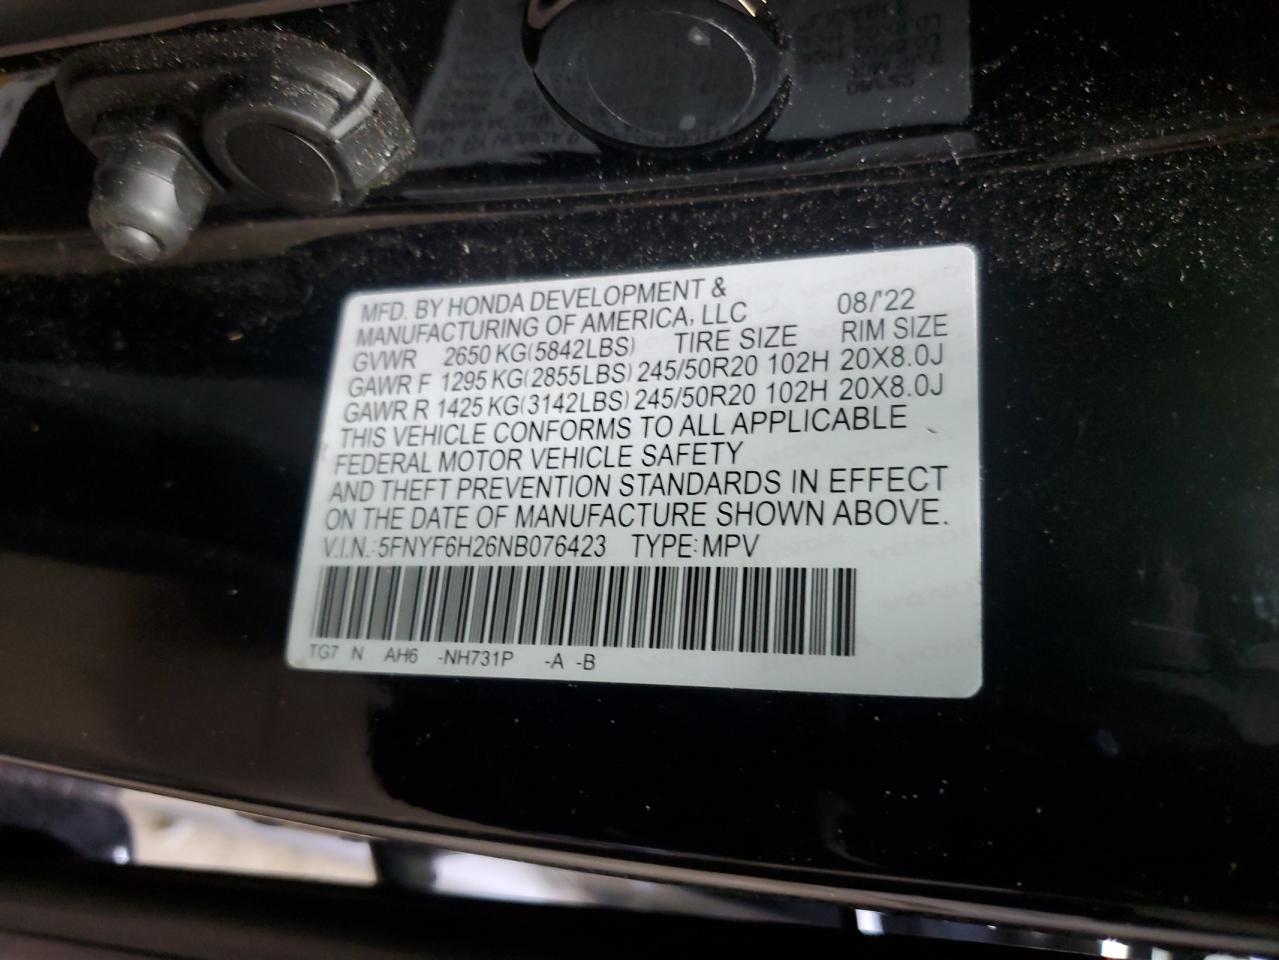 MFD. BY HONDA DEVELOPMENT &
MANUFACTURING OF AMERICA, LLC 08/'22
GVWR 2650 KG(5842LBS) TIRE SIZE RIM SIZE
GAWR F 1295 KG(2855LBS) 245/50R20 102H 20X8.0J
GAWR R 1425 KG(3142LBS) 245/50R20 102H 20X8.0J
THIS VEHICLE CONFORMS TO ALL APPLICABLE
FEDERAL MOTOR VEHICLE SAFETY
AND THEFT PREVENTION STANDARDS IN EFFECT
ON THE DATE OF MANUFACTURE SHOWN ABOVE.
V.I.N.: 5FNYF6H26NB076423 TYPE: MPV
TG7 N AH6 -NH731P -A -B